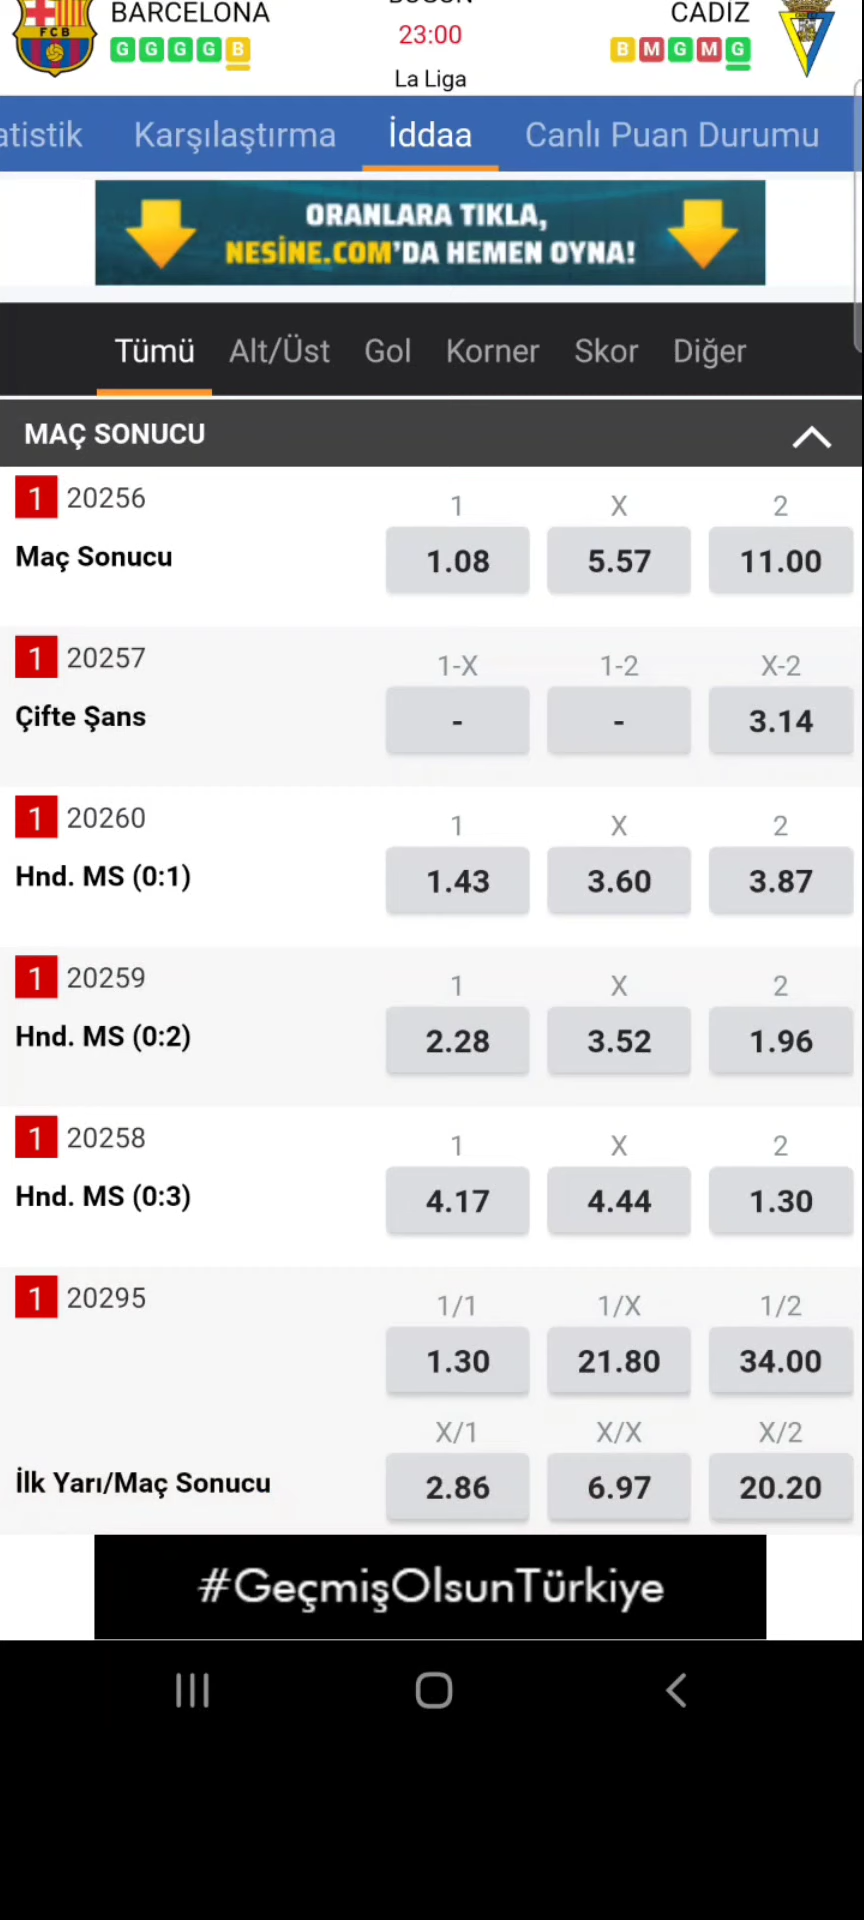 BARCELONA
BUGÜN
CADIZ
FCB
G G G G B
23:00
B M G M G
La Liga
atistik Karşılaştırma İddaa Canlı Puan Durumu
ORANLARA TIKLA,
NESİNE.COM'DA HEMEN OYNA!
Tümü Alt/Üst Gol Korner Skor Diğer
MAÇ SONUCU
1 20256 1 X 2
Maç Sonucu 1.08 5.57 11.00
1 20257 1-X 1-2 X-2
Çifte Şans - - 3.14
1 20260 1 X 2
Hnd. MS (0:1) 1.43 3.60 3.87
1 20259 1 X 2
Hnd. MS (0:2) 2.28 3.52 1.96
1 20258 1 X 2
Hnd. MS (0:3) 4.17 4.44 1.30
1 20295 1/1 1/X 1/2
1.30 21.80 34.00
X/1 X/X X/2
İlk Yarı/Maç Sonucu 2.86 6.97 20.20
#GeçmişOlsunTürkiye